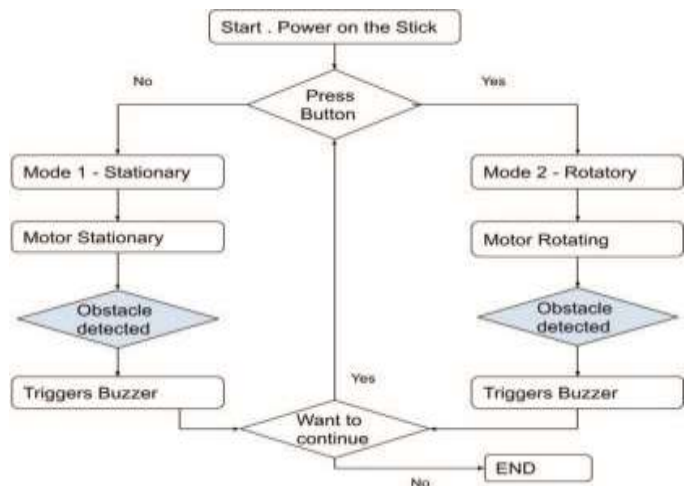 Start . Power on the Stick
No
Press
Button
Yes
Mode 1 - Stationary
Mode 2 - Rotatory
Motor Stationary
Motor Rotating
Obstacle
detected
Obstacle
detected
Triggers Buzzer
Yes
Triggers Buzzer
Want to
continue
END
No